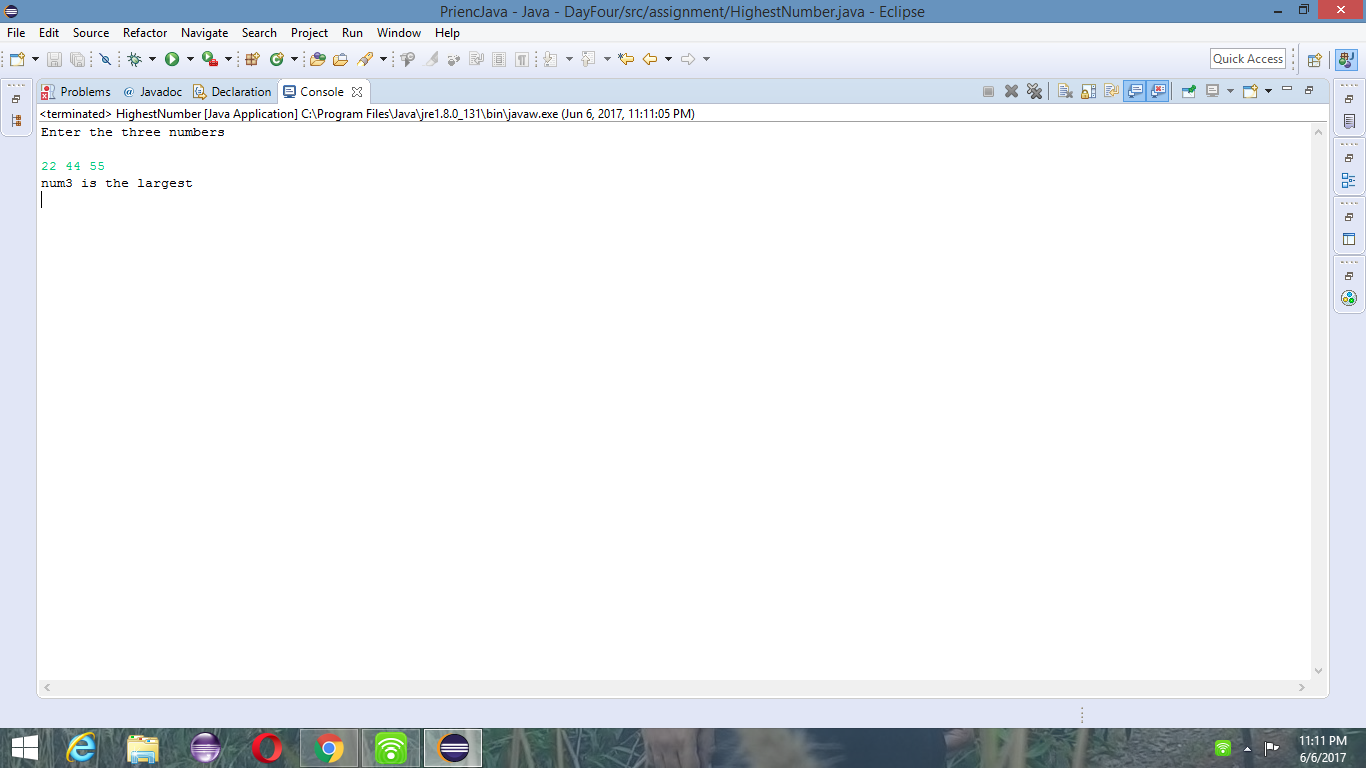 PriencJava - Java - DayFour/src/assignment/HighestNumber.java - Eclipse
File Edit Source Refactor Navigate Search Project Run Window Help
Quick Access
Problems @ Javadoc Declaration Console
<terminated> HighestNumber [Java Application] C:\Program Files\Java\jre1.8.0_131\bin\javaw.exe (Jun 6, 2017, 11:11:05 PM)
Enter the three numbers
22 44 55
num3 is the largest
11:11 PM
6/6/2017